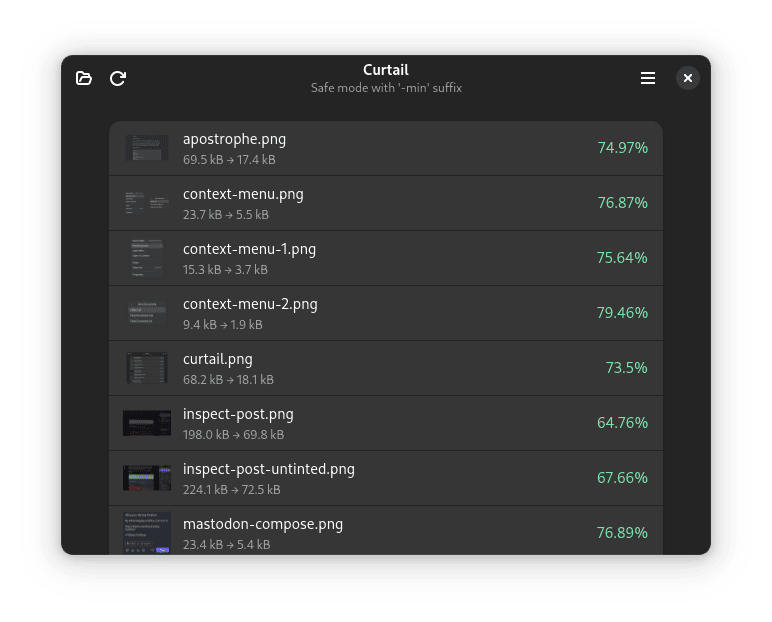 Curtail
Safe mode with '-min' suffix
apostrophe.png
69.5 kB → 17.4 kB
74.97%
context-menu.png
23.7 kB → 5.5 kB
76.87%
context-menu-1.png
15.3 kB → 3.7 kB
75.64%
context-menu-2.png
9.4 kB → 1.9 kB
79.46%
curtail.png
68.2 kB → 18.1 kB
73.5%
inspect-post.png
198.0 kB → 69.8 kB
64.76%
inspect-post-untinted.png
224.1 kB → 72.5 kB
67.66%
mastodon-compose.png
23.4 kB → 5.4 kB
76.89%